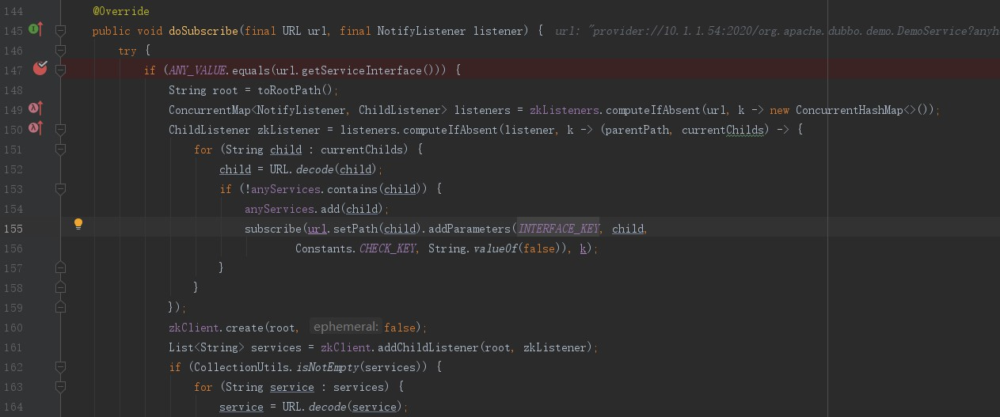 144 @Override
145 public void doSubscribe(final URL url, final NotifyListener listener) { url: "provider://10.1.1.54:2020/org.apache.dubbo.demo.DemoService?anyh
146 try {
147 if (ANY_VALUE.equals(url.getServiceInterface())) {
148 String root = toRootPath();
149 ConcurrentMap<NotifyListener, ChildListener> listeners = zkListeners.computeIfAbsent(url, k -> new ConcurrentHashMap<>());
150 ChildListener zkListener = listeners.computeIfAbsent(listener, k -> (parentPath, currentChilds) -> {
151 for (String child : currentChilds) {
152 child = URL.decode(child);
153 if (!anyServices.contains(child)) {
154 anyServices.add(child);
155 subscribe(url.setPath(child).addParameters(INTERFACE_KEY, child,
156 Constants.CHECK_KEY, String.valueOf(false)), k);
157 }
158 }
159 });
160 zkClient.create(root, ephemeral: false);
161 List<String> services = zkClient.addChildListener(root, zkListener);
162 if (CollectionUtils.isNotEmpty(services)) {
163 for (String service : services) {
164 service = URL.decode(service);